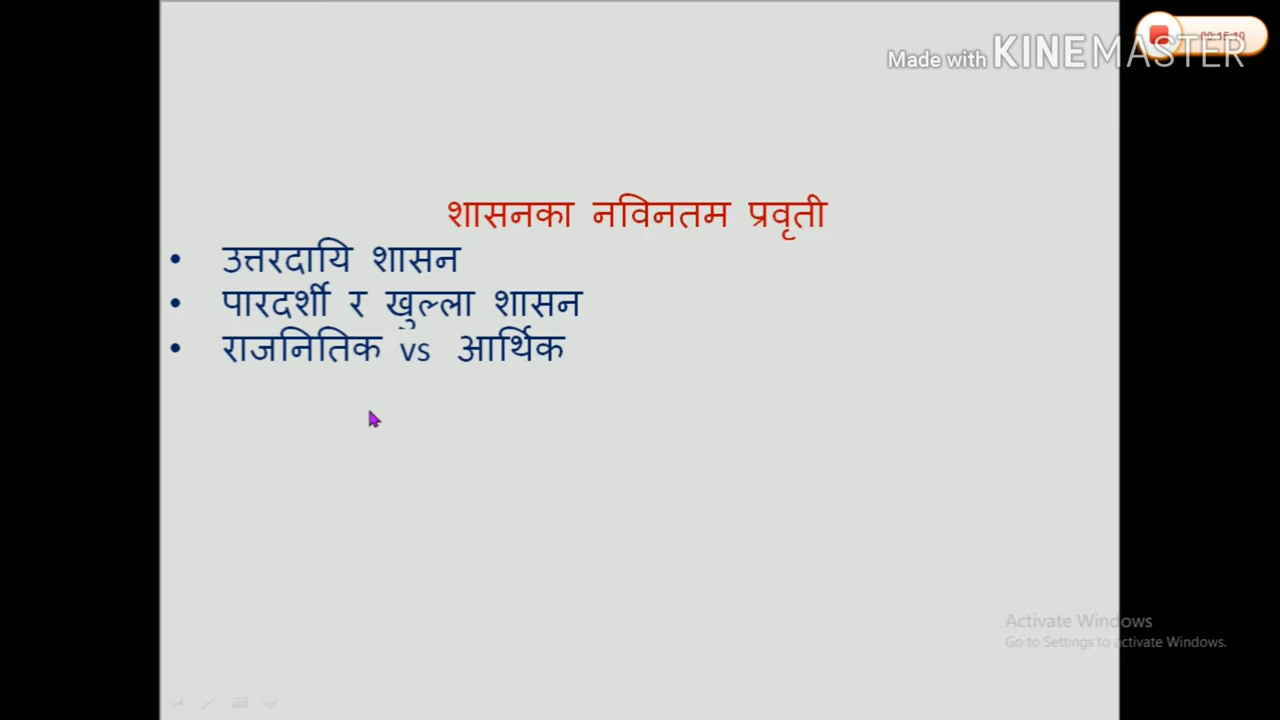 Made with KINEMASTER
शासनका नविनतम प्रवृती
• उत्तरदायि शासन
• पारदर्शी र खुल्ला शासन
• राजनितिक vs आर्थिक
Activate Windows
Go to Settings to activate Windows.